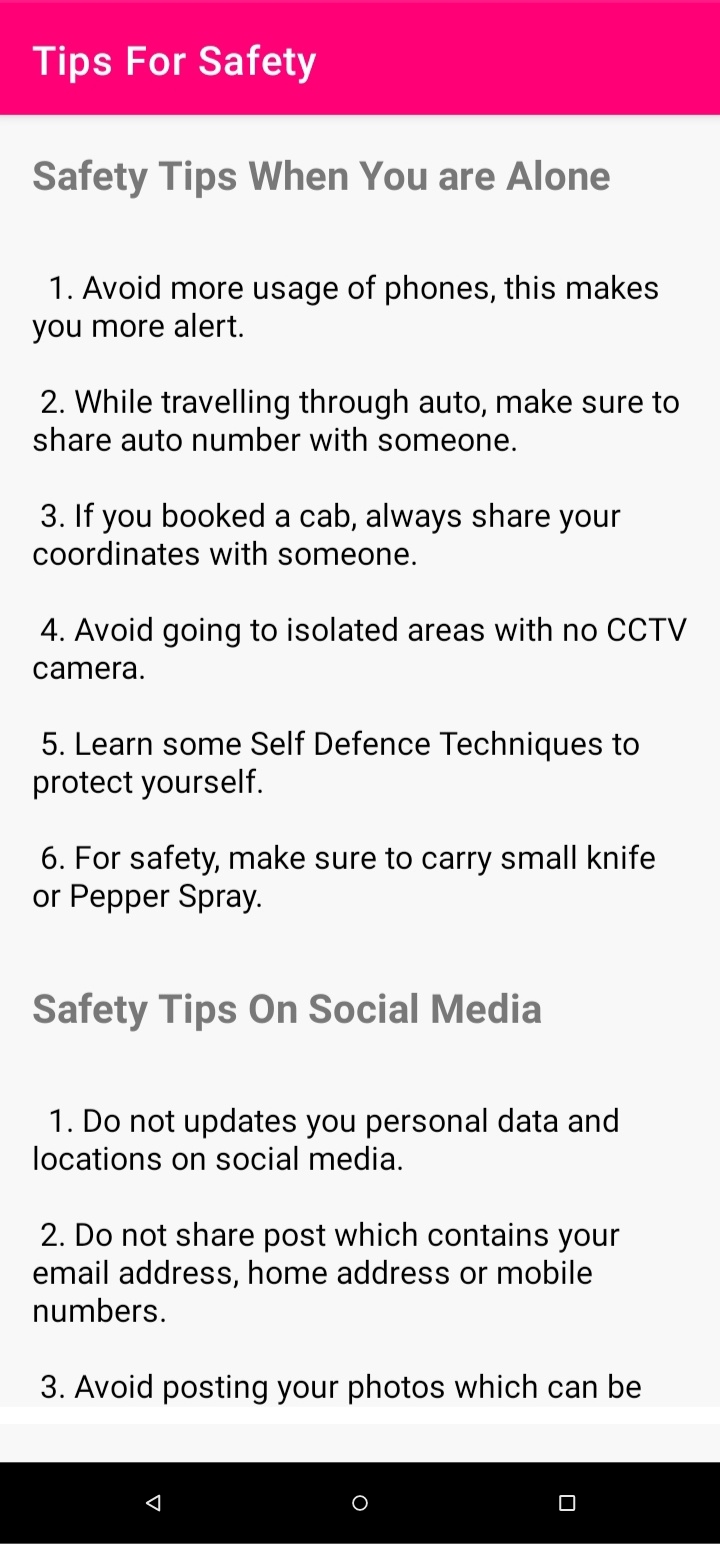 Tips For Safety
Safety Tips When You are Alone
1. Avoid more usage of phones, this makes
you more alert.
2. While travelling through auto, make sure to
share auto number with someone.
3. If you booked a cab, always share your
coordinates with someone.
4. Avoid going to isolated areas with no CCTV
camera.
5. Learn some Self Defence Techniques to
protect yourself.
6. For safety, make sure to carry small knife
or Pepper Spray.
Safety Tips On Social Media
1. Do not updates you personal data and
locations on social media.
2. Do not share post which contains your
email address, home address or mobile
numbers.
3. Avoid posting your photos which can be